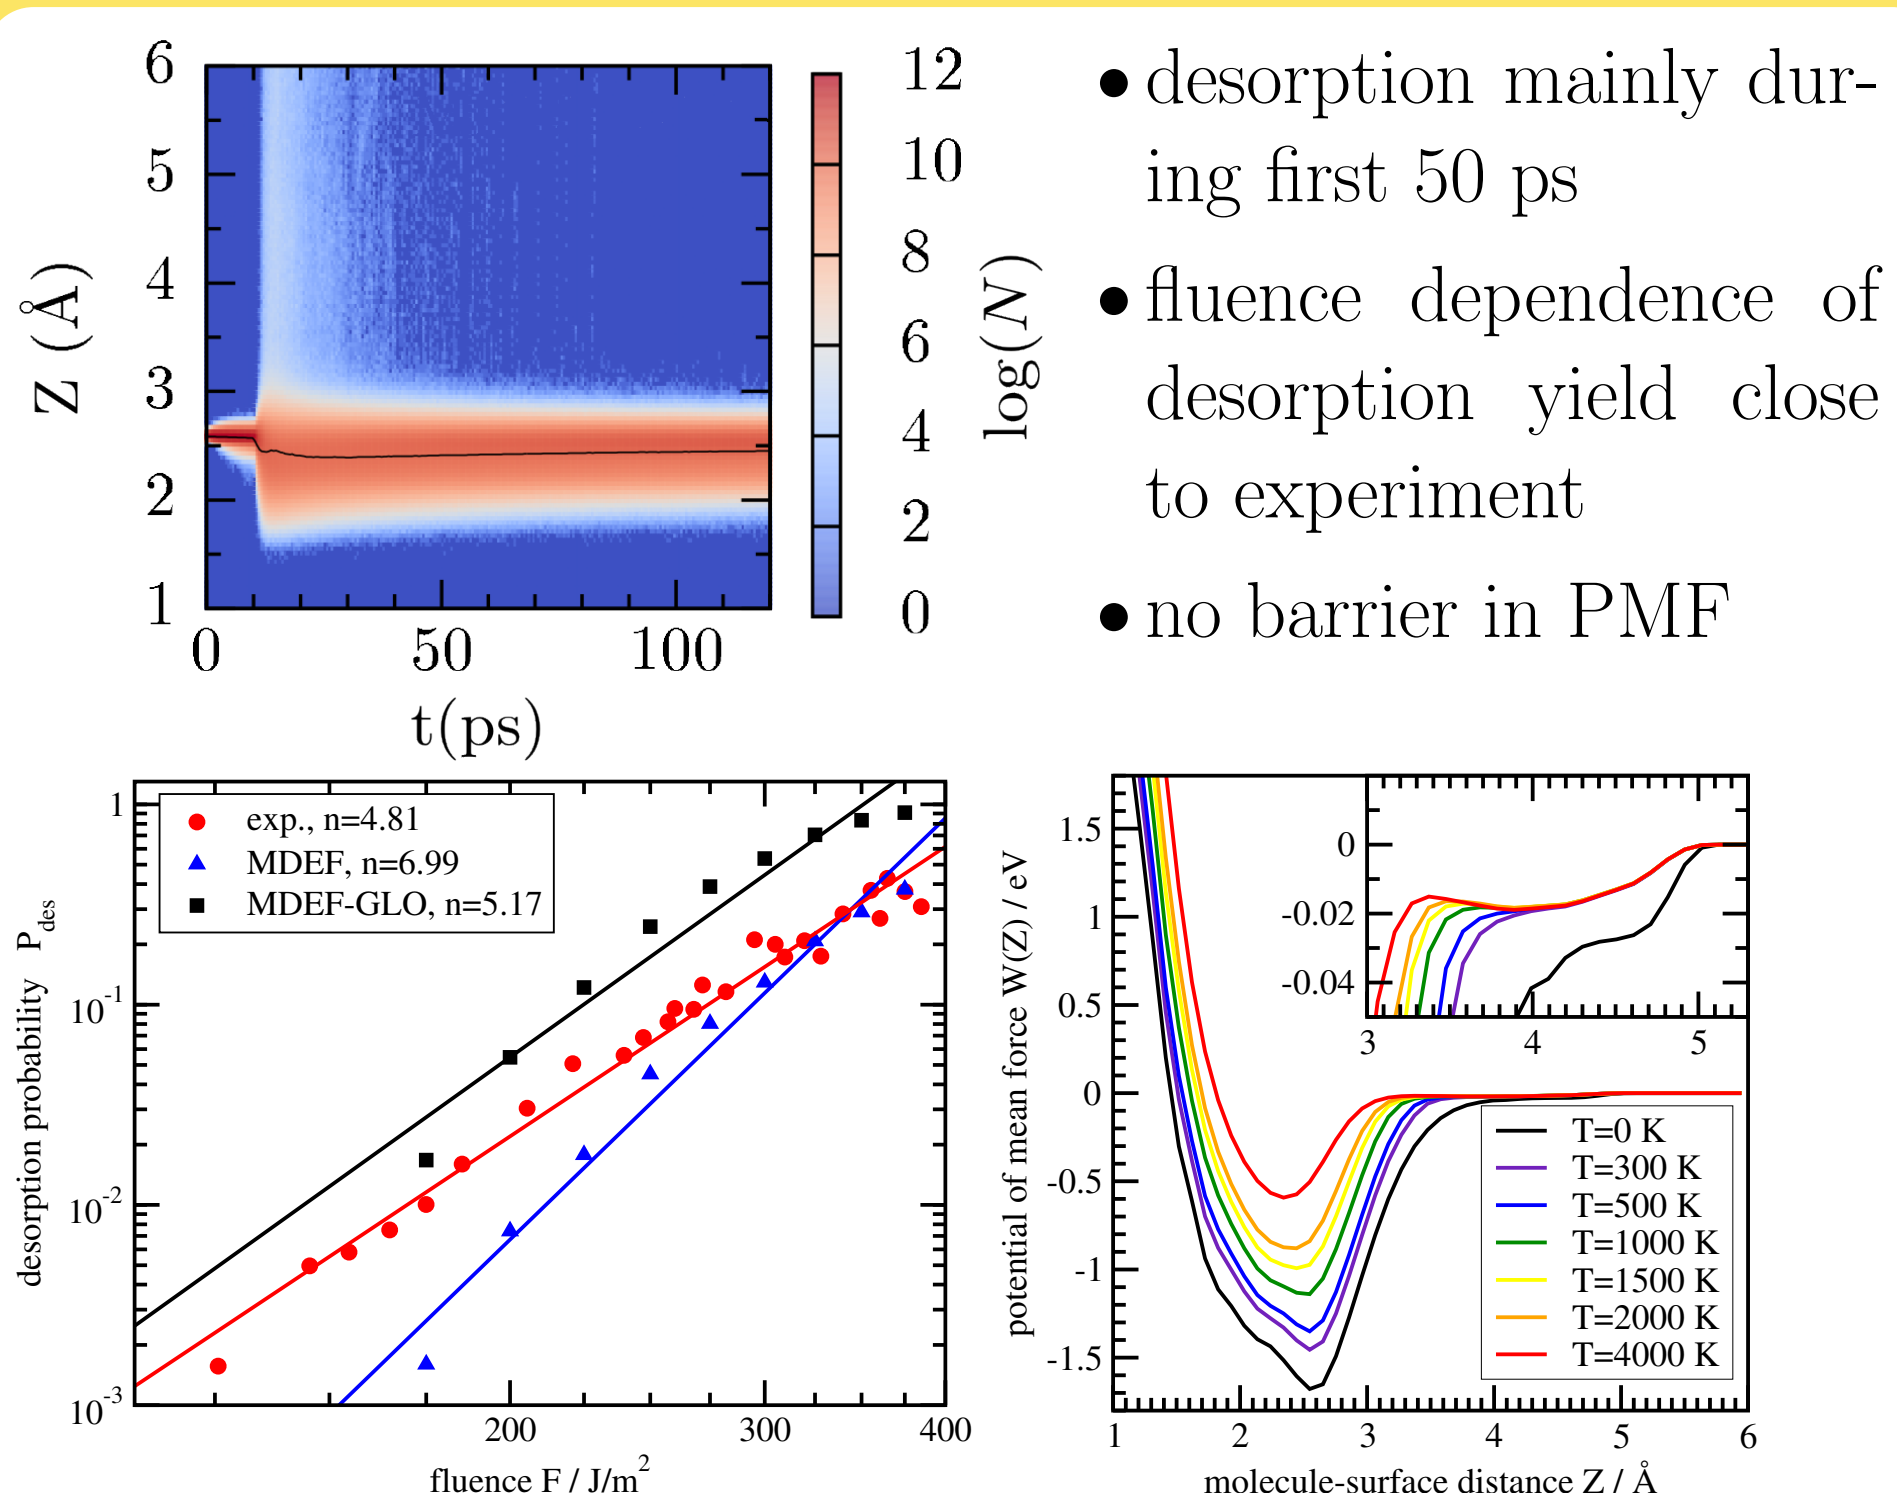 6
5
4
3
2
1
0
50
100
Z (Å)
t(ps)
12
10
8
6
4
2
0
log(N)
• desorption mainly dur-
ing first 50 ps
• fluence dependence of
desorption yield close
to experiment
• no barrier in PMF
1
10^-1
10^-2
10^-3
desorption probability P_des
exp., n=4.81
MDEF, n=6.99
MDEF-GLO, n=5.17
200
300
400
fluence F / J/m^2
1.5
1
0.5
0
-0.5
-1
-1.5
potential of mean force W(Z) / eV
0
-0.02
-0.04
3
4
5
T=0 K
T=300 K
T=500 K
T=1000 K
T=1500 K
T=2000 K
T=4000 K
1
2
3
4
5
6
molecule-surface distance Z / Å